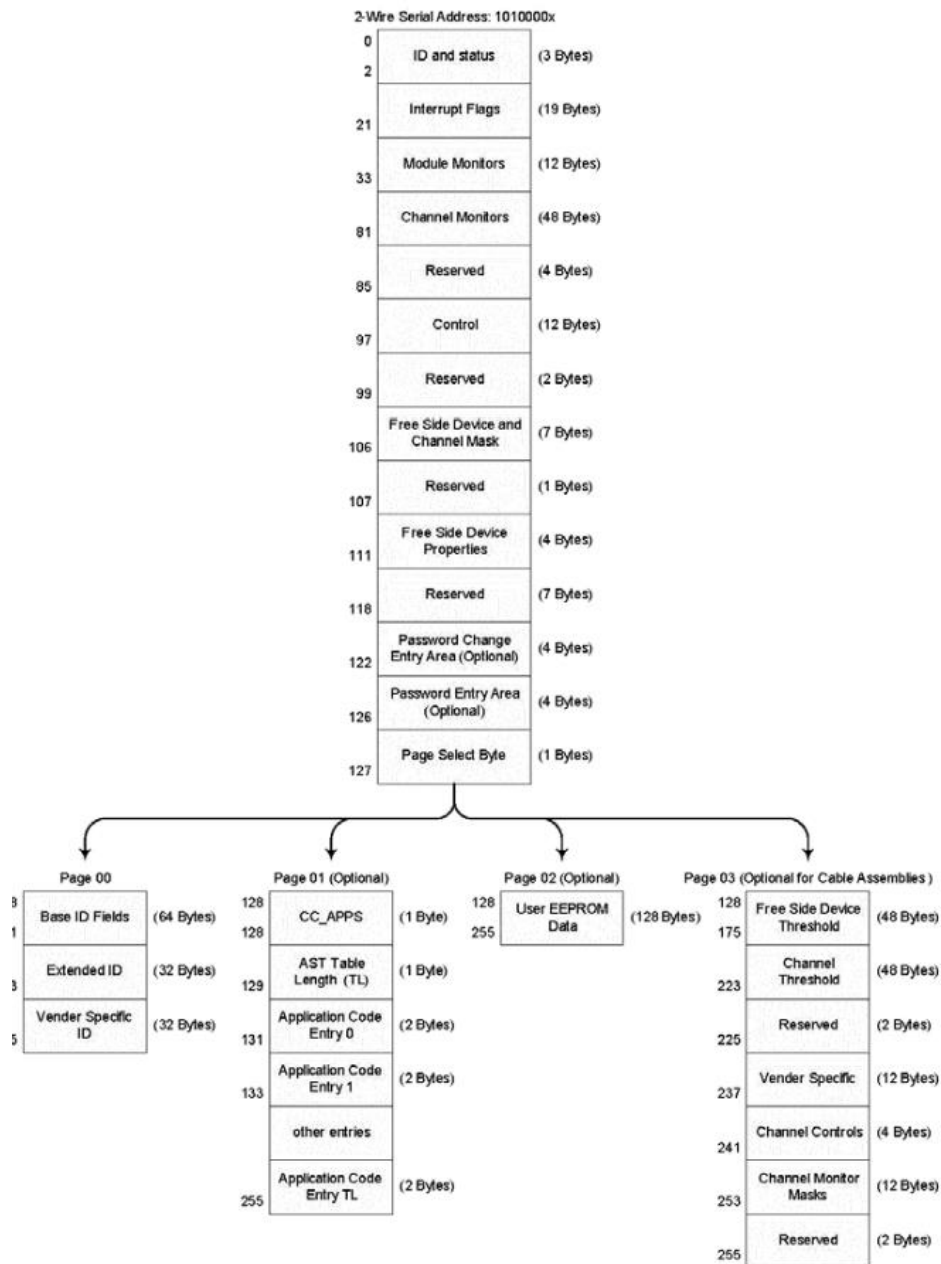 2-Wire Serial Address: 1010000x
0
2
ID and status
(3 Bytes)
21
Interrupt Flags
(19 Bytes)
33
Module Monitors
(12 Bytes)
81
Channel Monitors
(48 Bytes)
85
Reserved
(4 Bytes)
97
Control
(12 Bytes)
99
Reserved
(2 Bytes)
106
Free Side Device and
Channel Mask
(7 Bytes)
107
Reserved
(1 Bytes)
111
Free Side Device
Properties
(4 Bytes)
118
Reserved
(7 Bytes)
122
Password Change
Entry Area (Optional)
(4 Bytes)
126
Password Entry Area
(Optional)
(4 Bytes)
127
Page Select Byte
(1 Bytes)
Page 00
8
1
Base ID Fields
(64 Bytes)
3
Extended ID
(32 Bytes)
5
Vender Specific
ID
(32 Bytes)
Page 01 (Optional)
128
128
CC_APPS
(1 Byte)
129
AST Table
Length (TL)
(1 Byte)
131
Application Code
Entry 0
(2 Bytes)
133
Application Code
Entry 1
(2 Bytes)
other entries
255
Application Code
Entry TL
(2 Bytes)
Page 02 (Optional)
128
255
User EEPROM
Data
(128 Bytes)
Page 03 (Optional for Cable Assemblies )
128
175
Free Side Device
Threshold
(48 Bytes)
223
Channel
Threshold
(48 Bytes)
225
Reserved
(2 Bytes)
237
Vender Specific
(12 Bytes)
241
Channel Controls
(4 Bytes)
253
Channel Monitor
Masks
(12 Bytes)
255
Reserved
(2 Bytes)